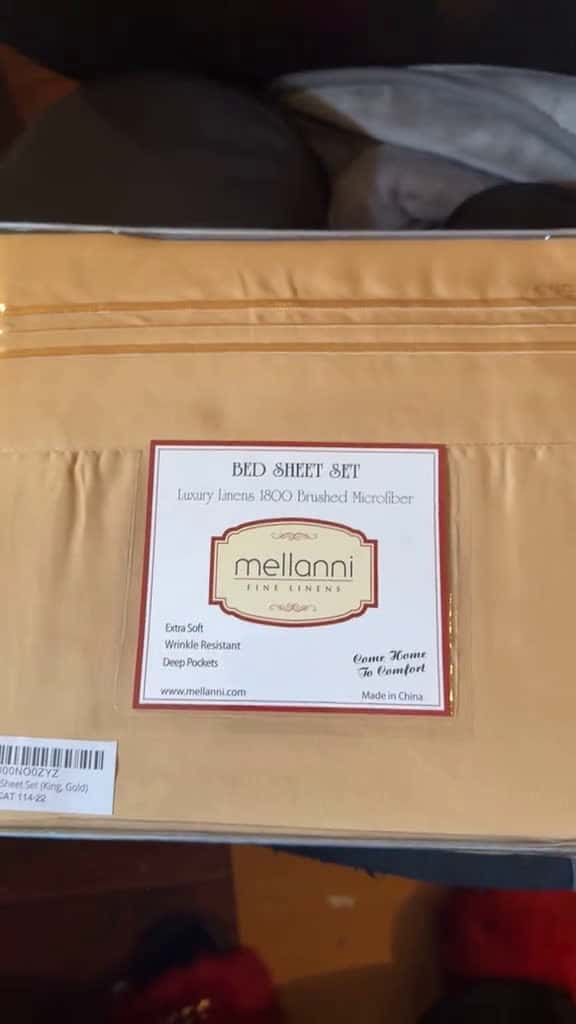 BED SHEET SET
Luxury Linens 1800 Brushed Microfiber
mellanni
FINE LINENS
Extra Soft
Wrinkle Resistant
Deep Pockets
Come Home
To Comfort
www.mellanni.com
Made in China
00NO0ZYZ
Sheet Set (King, Gold)
CAT 114-22